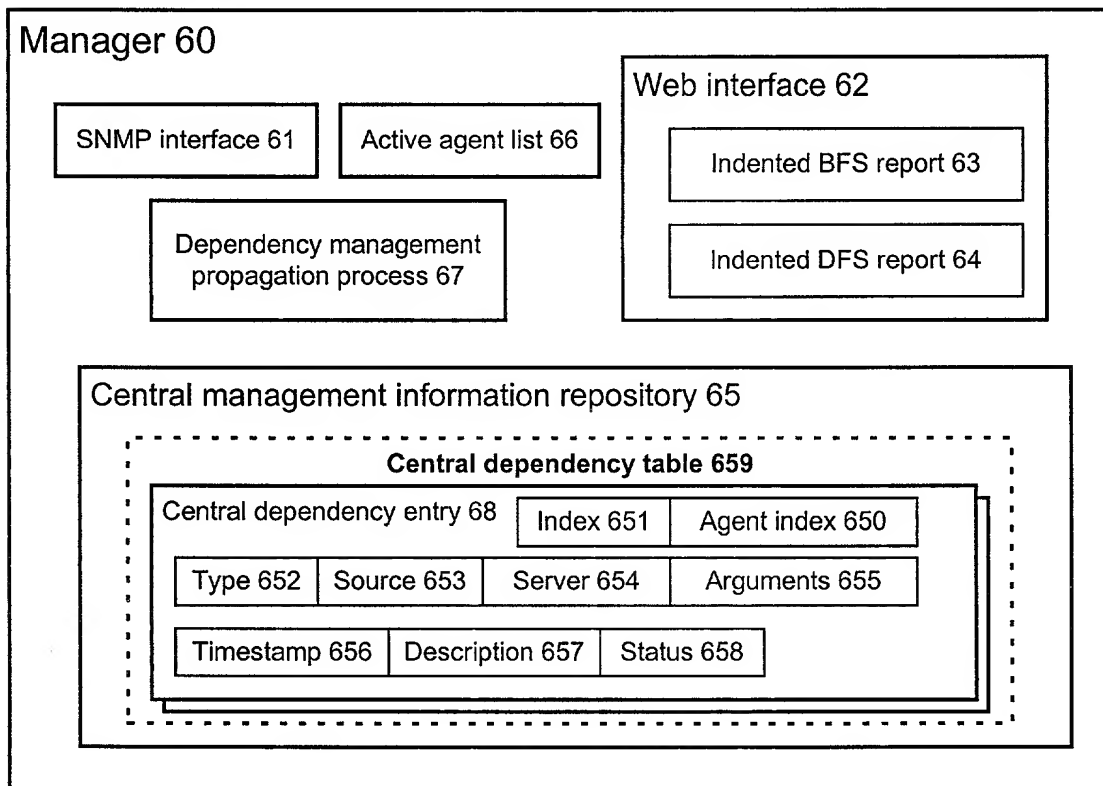 Manager 60
Web interface 62
SNMP interface 61
Active agent list 66
Indented BFS report 63
Dependency management
propagation process 67
Indented DFS report 64
Central management information repository 65
Central dependency table 659
Central dependency entry 68
Index 651
Agent index 650
Type 652
Source 653
Server 654
Arguments 655
Timestamp 656
Description 657
Status 658